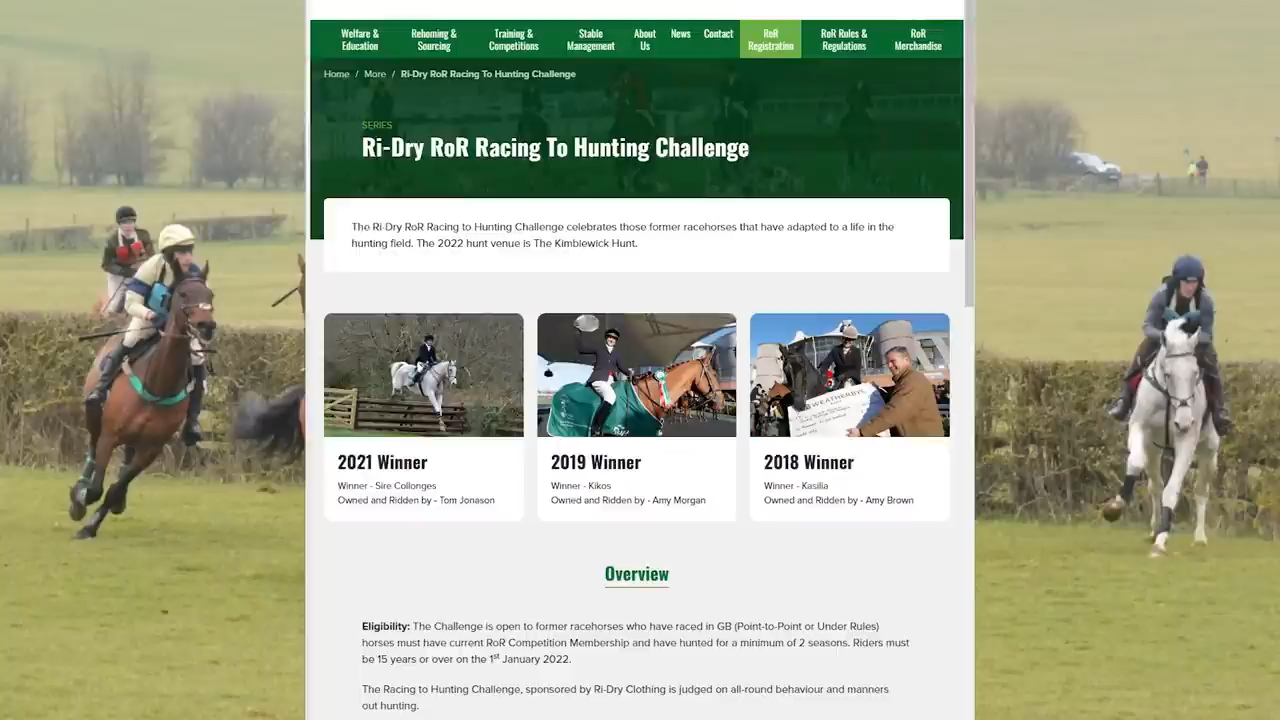 Welfare &
Education
Rehoming &
Sourcing
Training &
Competitions
Stable
Management
About
Us
News
Contact
RoR
Registration
RoR Rules &
Regulations
RoR
Merchandise
Home / More / Ri-Dry RoR Racing To Hunting Challenge
SERIES
Ri-Dry RoR Racing To Hunting Challenge
The Ri-Dry RoR Racing to Hunting Challenge celebrates those former racehorses that have adapted to a life in the
hunting field. The 2022 hunt venue is The Kimblewick Hunt.
WEATHERBYS
2021 Winner
Winner - Sire Collonges
Owned and Ridden by - Tom Jonason
2019 Winner
Winner - Kikos
Owned and Ridden by - Amy Morgan
2018 Winner
Winner - Kasilia
Owned and Ridden by - Amy Brown
Overview
Eligibility: The Challenge is open to former racehorses who have raced in GB (Point-to-Point or Under Rules)
horses must have current RoR Competition Membership and have hunted for a minimum of 2 seasons. Riders must
be 15 years or over on the 1st January 2022.
The Racing to Hunting Challenge, sponsored by Ri-Dry Clothing is judged on all-round behaviour and manners
out hunting.